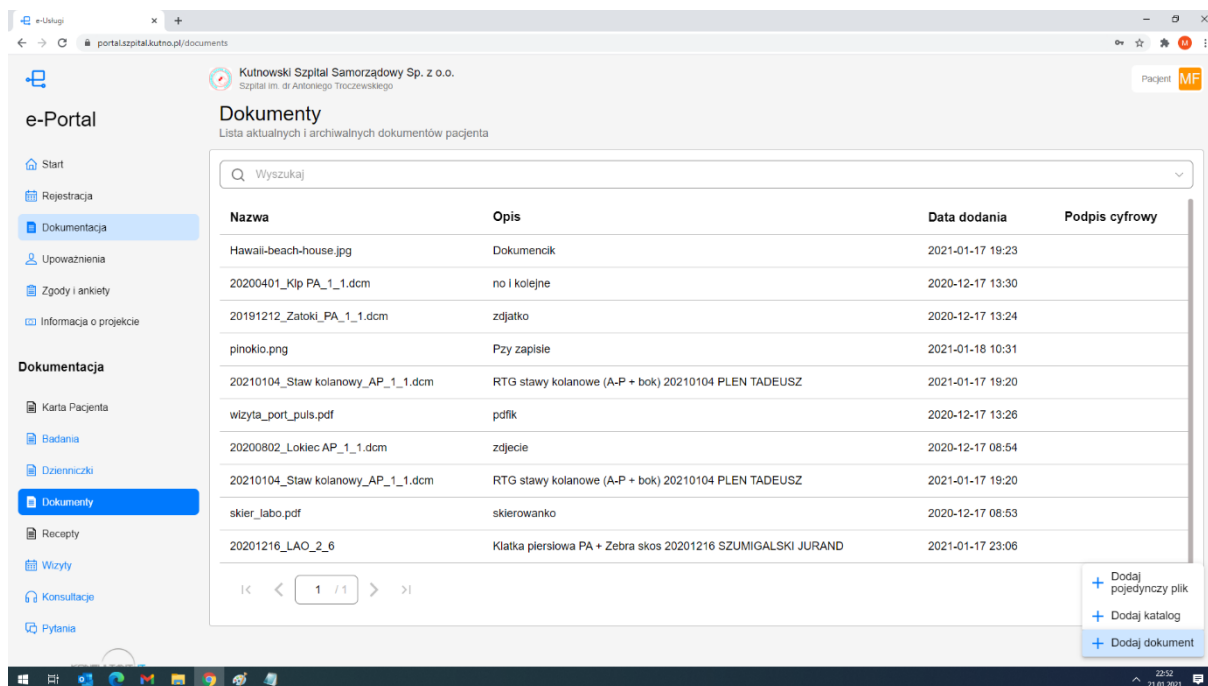 e-Usługi
portal.szpital.kutno.pl/documents
M
Kutnowski Szpital Samorządowy Sp. z o.o.
Szpital im. dr Antoniego Troczewskiego
Pacjent MF
e-Portal
Dokumenty
Lista aktualnych i archiwalnych dokumentów pacjenta
Start
Rejestracja
Dokumentacja
Upoważnienia
Zgody i ankiety
Informacja o projekcie
Dokumentacja
Karta Pacjenta
Badania
Dzienniczki
Dokumenty
Recepty
Wizyty
Konsultacje
Pytania
Wyszukaj
Nazwa Opis Data dodania Podpis cyfrowy
Hawaii-beach-house.jpg Dokumencik 2021-01-17 19:23
20200401_Klp PA_1_1.dcm no i kolejne 2020-12-17 13:30
20191212_Zatoki_PA_1_1.dcm zdjatko 2020-12-17 13:24
pinokio.png Pzy zapisie 2021-01-18 10:31
20210104_Staw kolanowy_AP_1_1.dcm RTG stawy kolanowe (A-P + bok) 20210104 PLEN TADEUSZ 2021-01-17 19:20
wizyta_port_puls.pdf pdfik 2020-12-17 13:26
20200802_Lokiec AP_1_1.dcm zdjecie 2020-12-17 08:54
20210104_Staw kolanowy_AP_1_1.dcm RTG stawy kolanowe (A-P + bok) 20210104 PLEN TADEUSZ 2021-01-17 19:20
skier_labo.pdf skierowanko 2020-12-17 08:53
20201216_LAO_2_6 Klatka piersiowa PA + Zebra skos 20201216 SZUMIGALSKI JURAND 2021-01-17 23:06
1 / 1
Dodaj
pojedynczy plik
Dodaj katalog
Dodaj dokument
22:52
21.01.2021